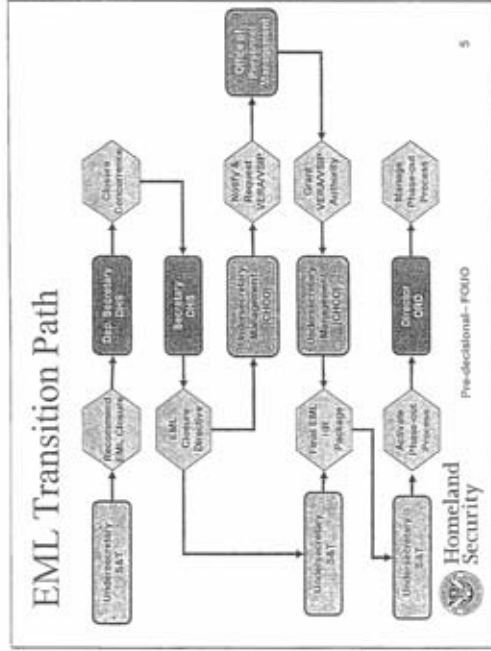 EML Transition Path
Undersecretary
S&T
Recommend
EML Closure
Dep. Secretary
DHS
Closure
Concurrence
Secretary
DHS
EML
Closure
Directive
Undersecretary
Management
(CHCO)
Notify &
Request
VERA/VSIP
Office of
Personnel
Management
Grant
VERA/VSIP
Authority
Undersecretary
Management
(CHCO)
Final EML
HR
Package
Undersecretary
S&T
Undersecretary
S&T
Activate
Phase-out
Process
Director
ORD
Manage
Phase-out
Process
Homeland
Security
Pre-decisional– FOUO
5